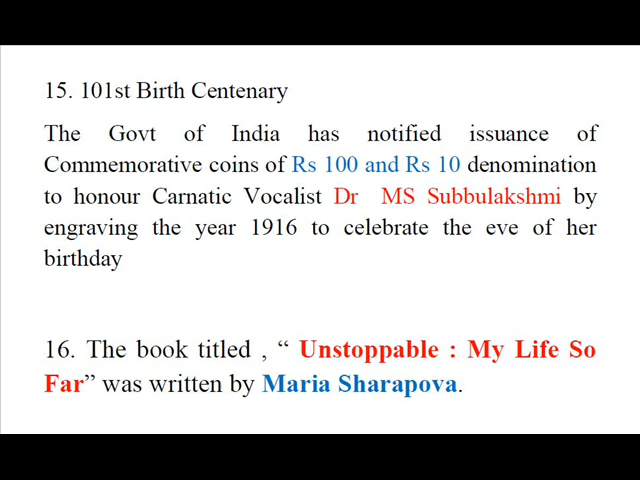 15. 101st Birth Centenary
The Govt of India has notified issuance of
Commemorative coins of Rs 100 and Rs 10 denomination
to honour Carnatic Vocalist Dr MS Subbulakshmi by
engraving the year 1916 to celebrate the eve of her
birthday
16. The book titled , “ Unstoppable : My Life So
Far” was written by Maria Sharapova.